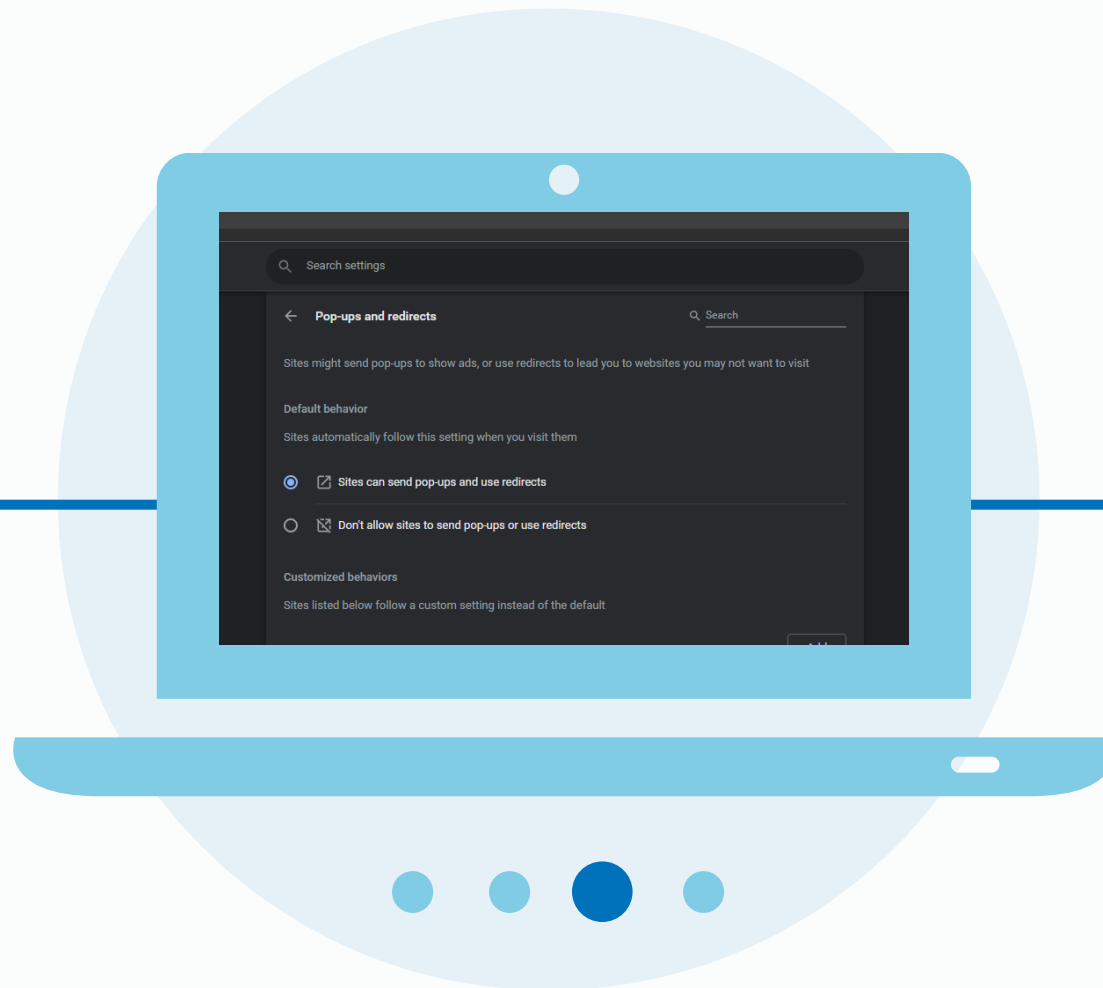 Search settings
Pop-ups and redirects
Search
Sites might send pop-ups to show ads, or use redirects to lead you to websites you may not want to visit
Default behavior
Sites automatically follow this setting when you visit them
Sites can send pop-ups and use redirects
Don't allow sites to send pop-ups or use redirects
Customized behaviors
Sites listed below follow a custom setting instead of the default